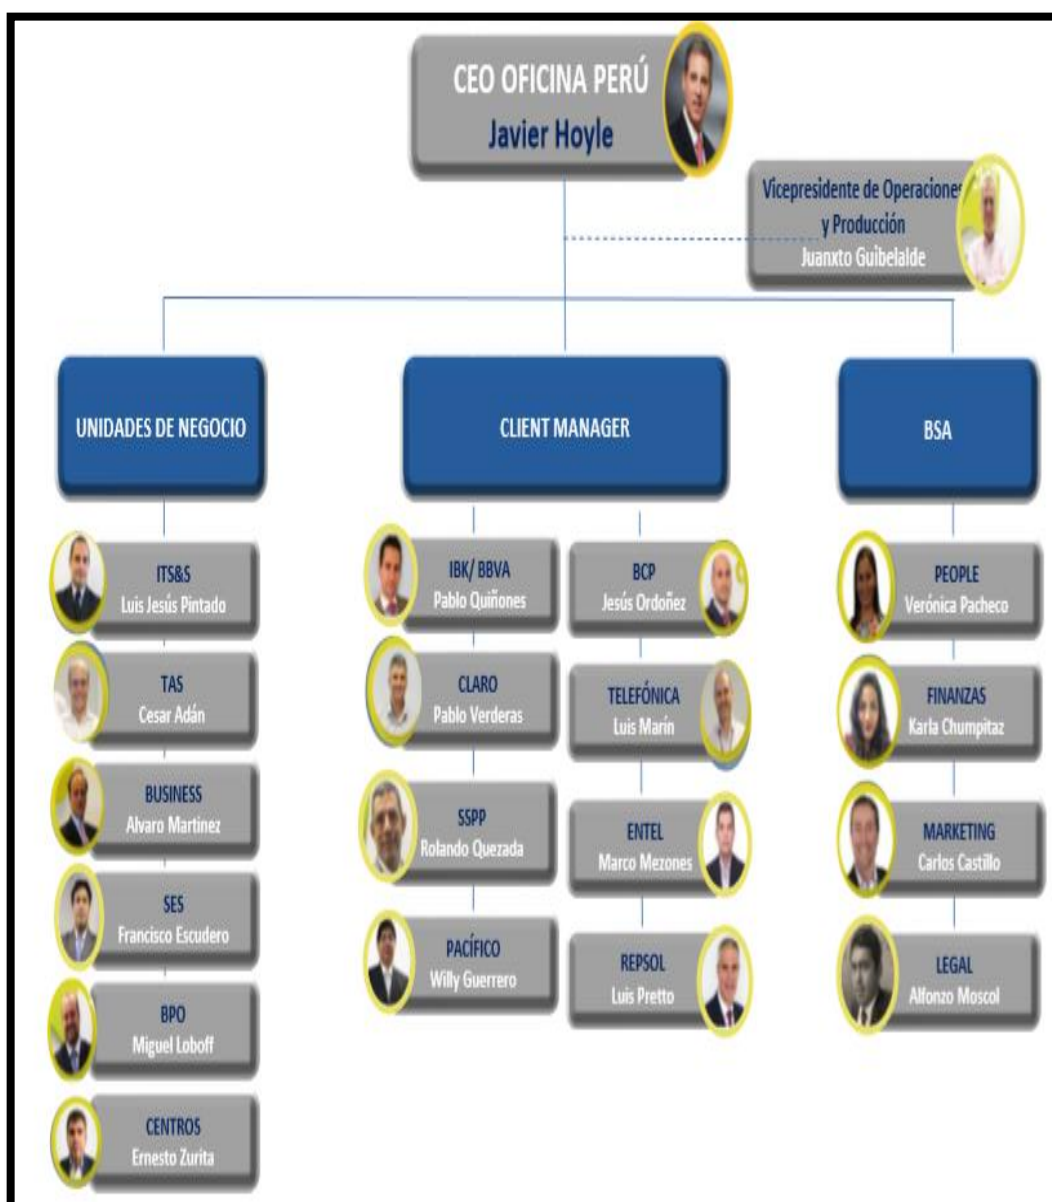 CEO OFICINA PERÚ
Javier Hoyle
Vicepresidente de Operaciones
y Producción
Juanxto Guibelalde
UNIDADES DE NEGOCIO
CLIENT MANAGER
BSA
ITS&S
Luis Jesús Pintado
TAS
Cesar Adán
BUSINESS
Alvaro Martinez
SES
Francisco Escudero
BPO
Miguel Loboff
CENTROS
Ernesto Zurita
IBK/ BBVA
Pablo Quiñones
CLARO
Pablo Verderas
SSPP
Rolando Quezada
PACÍFICO
Willy Guerrero
BCP
Jesús Ordoñez
TELEFÓNICA
Luis Marín
ENTEL
Marco Mezones
REPSOL
Luis Pretto
PEOPLE
Verónica Pacheco
FINANZAS
Karla Chumpitaz
MARKETING
Carlos Castillo
LEGAL
Alfonzo Moscol